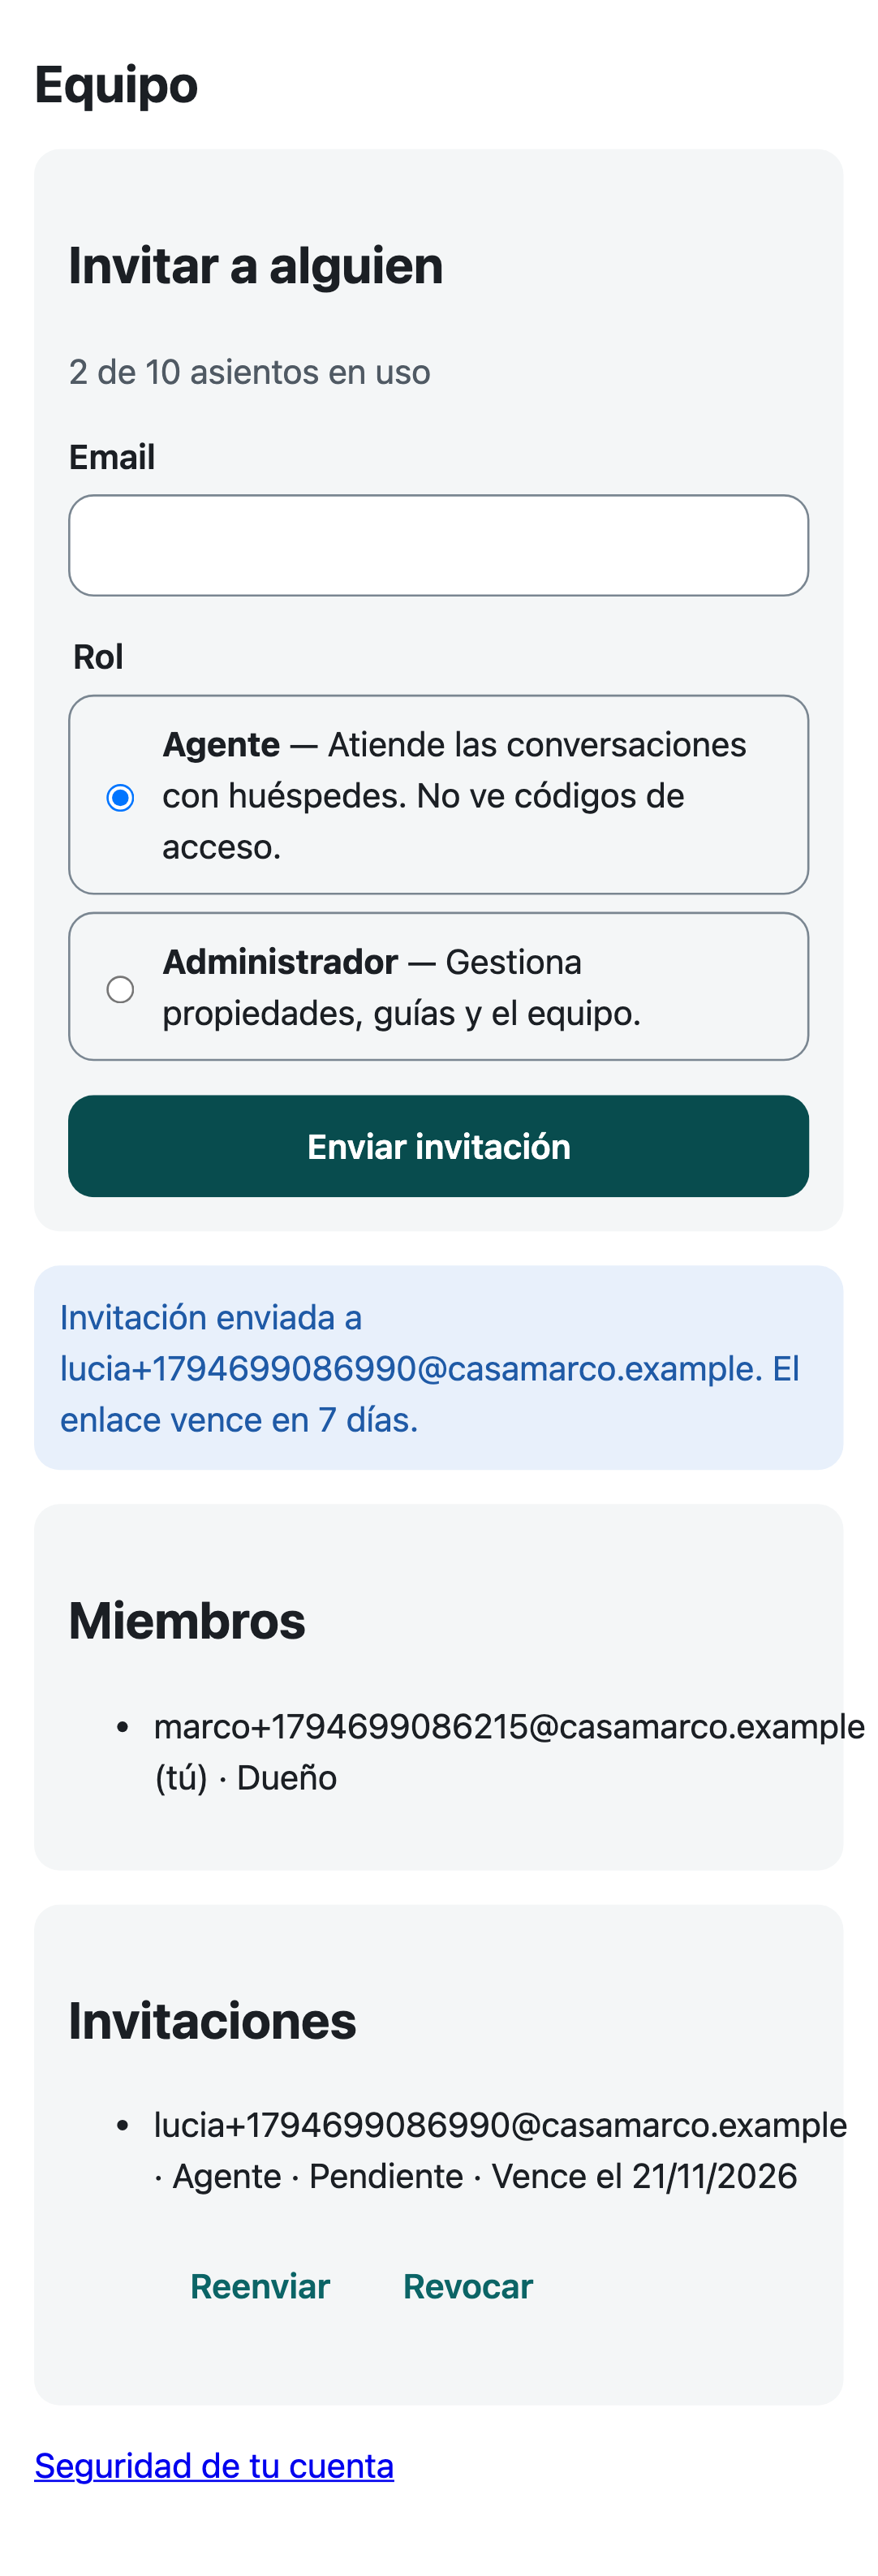 Equipo
Invitar a alguien
2 de 10 asientos en uso
Email
Rol
Agente — Atiende las conversaciones
con huéspedes. No ve códigos de
acceso.
Administrador — Gestiona
propiedades, guías y el equipo.
Enviar invitación
Invitación enviada a
lucia+1794699086990@casamarco.example. El
enlace vence en 7 días.
Miembros
• marco+1794699086215@casamarco.example
(tú) · Dueño
Invitaciones
• lucia+1794699086990@casamarco.example
· Agente · Pendiente · Vence el 21/11/2026
Reenviar Revocar
Seguridad de tu cuenta